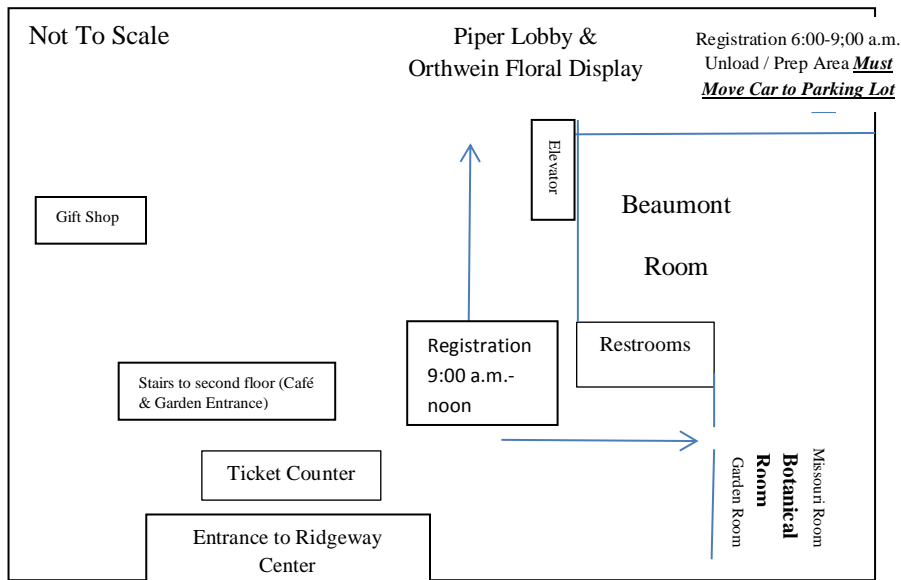 Not To Scale
Piper Lobby &
Orthwein Floral Display
Registration 6:00-9;00 a.m.
Unload / Prep Area Must
Move Car to Parking Lot
Elevator
Gift Shop
Beaumont
Room
Registration
9:00 a.m.-
noon
Restrooms
Stairs to second floor (Café
& Garden Entrance)
Ticket Counter
Missouri Room
Botanical
Room
Garden Room
Entrance to Ridgeway
Center